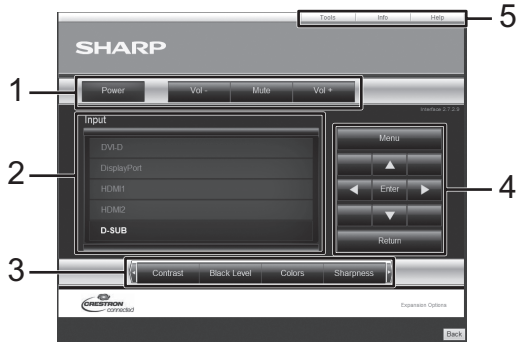 5
Tools Info Help
SHARP
1
Power Vol - Mute Vol +
Interface 2.7.2.9
Input
2
DVI-D
DisplayPort
HDMI1
HDMI2
D-SUB
Menu
Enter
Return
4
3
Contrast Black Level Colors Sharpness
CRESTRON
connected
Expansion Options
Back